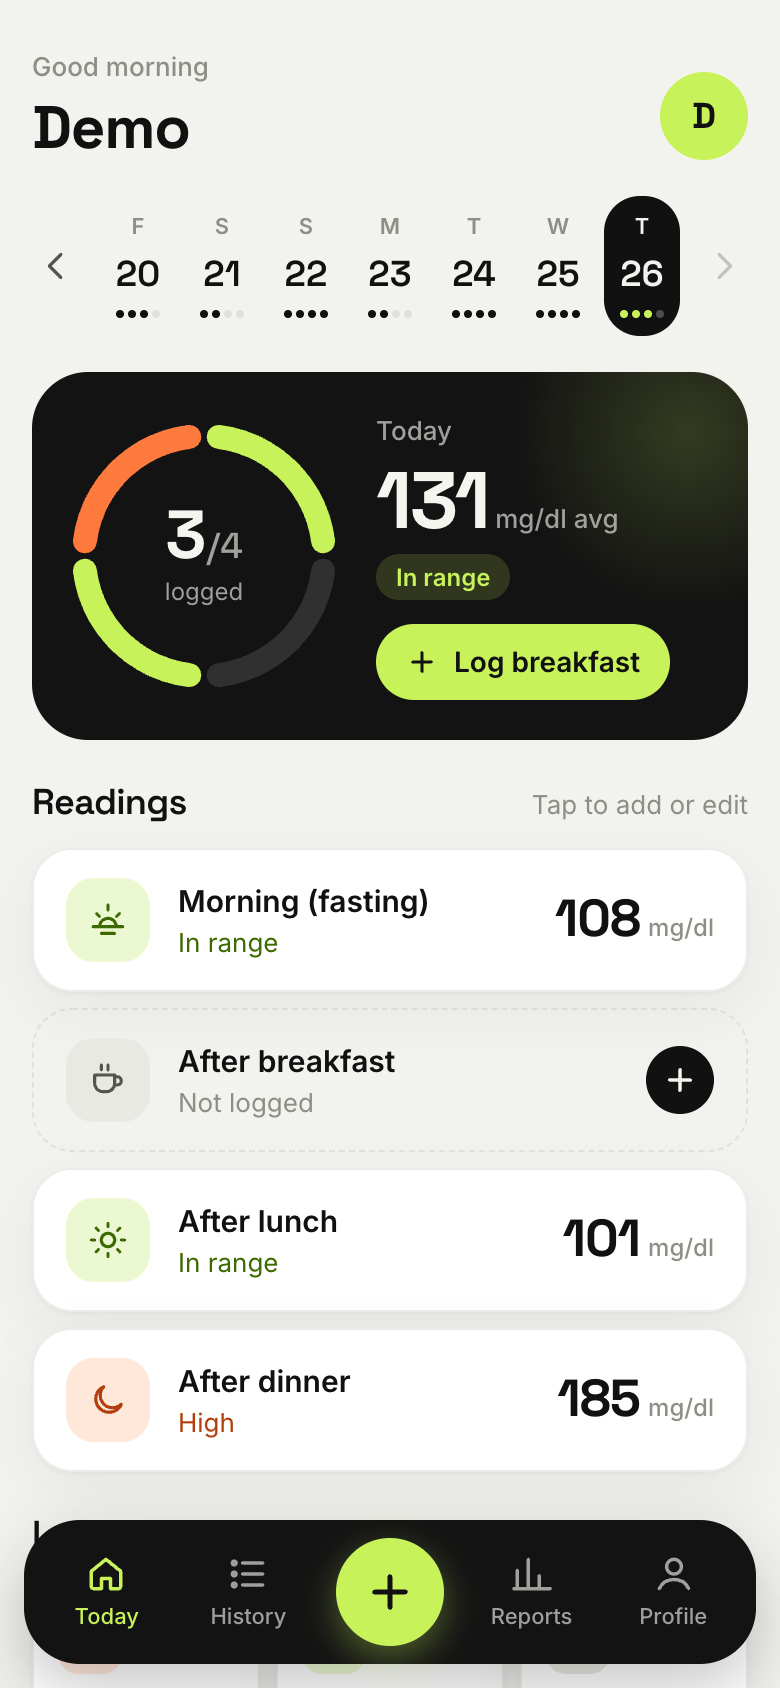 Good morning
Demo
D
F S S M T W T
20 21 22 23 24 25 26
3/4
logged
Today
131 mg/dl avg
In range
+ Log breakfast
Readings
Tap to add or edit
Morning (fasting)
In range
108 mg/dl
After breakfast
Not logged
After lunch
In range
101 mg/dl
After dinner
High
185 mg/dl
Today
History
Reports
Profile